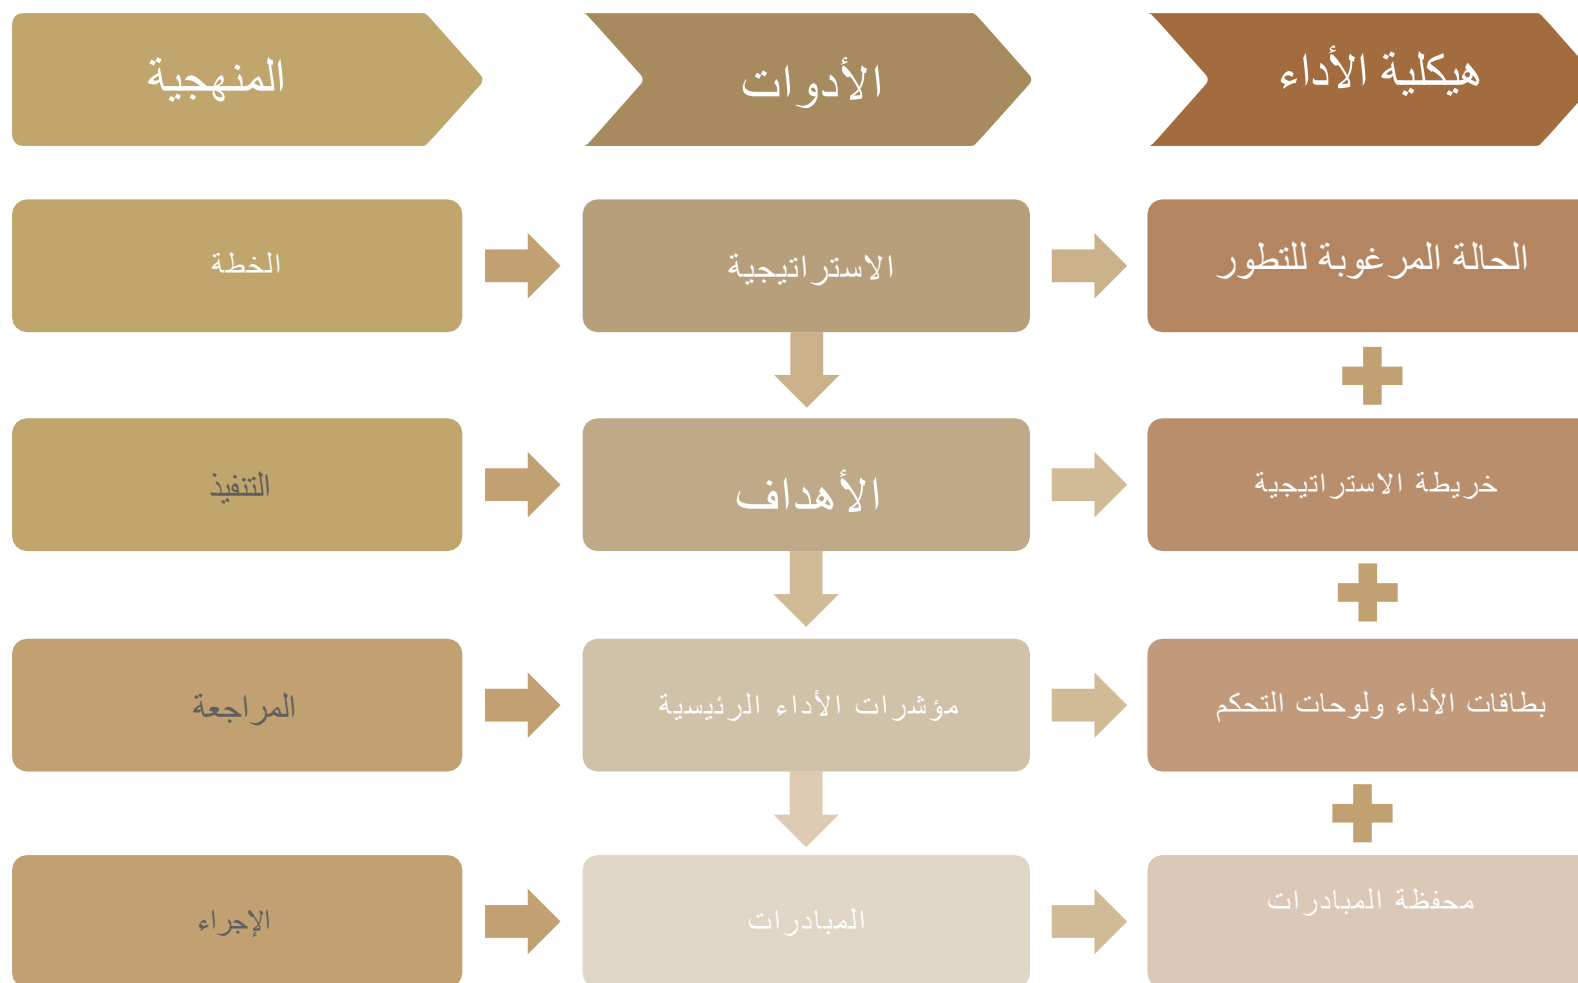 المنهجية
الأدوات
هيكلية الأداء
الخطة
الاستراتيجية
الحالة المرغوبة للتطور
التنفيذ
الأهداف
خريطة الاستراتيجية
المراجعة
مؤشرات الأداء الرئيسية
بطاقات الأداء ولوحات التحكم
الإجراء
المبادرات
محفظة المبادرات